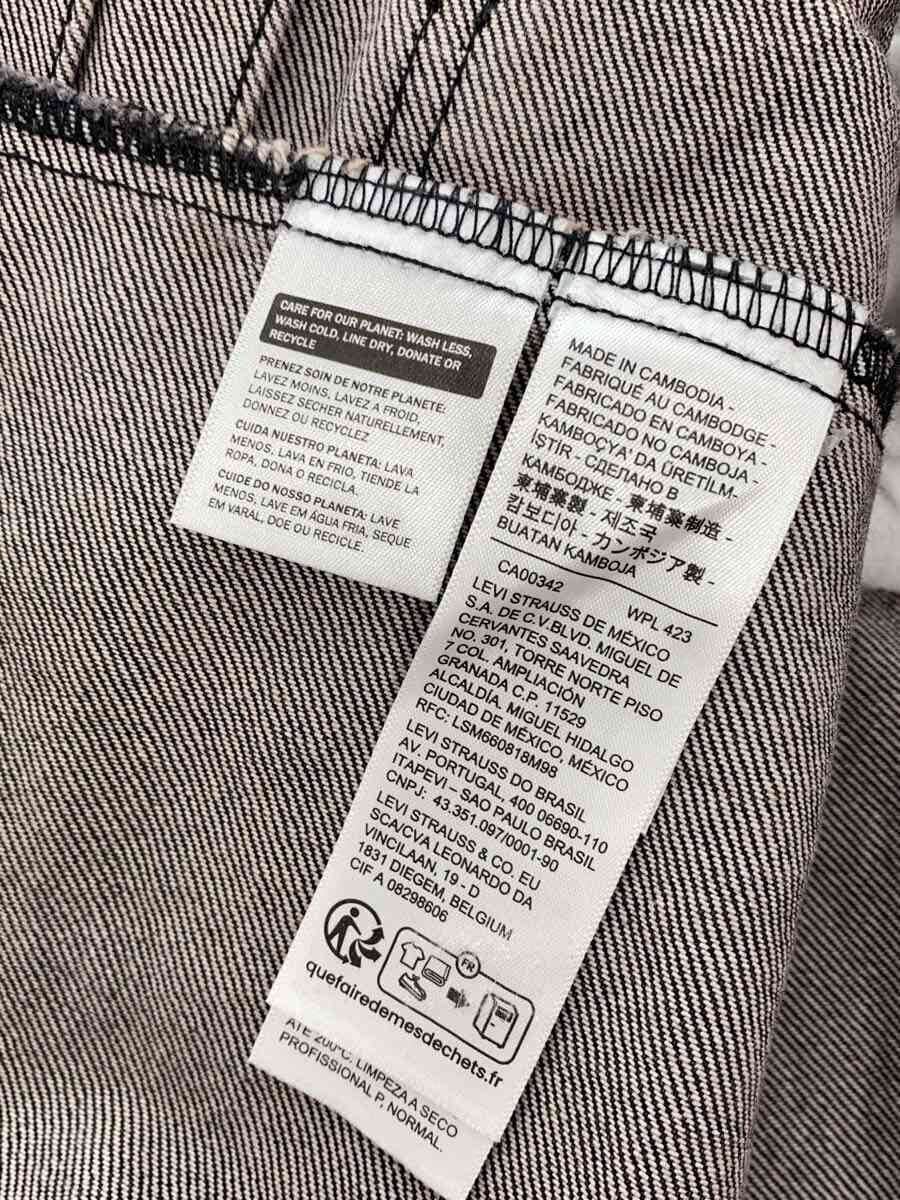 CARE FOR OUR PLANET: WASH LESS,
WASH COLD, LINE DRY, DONATE OR
RECYCLE
PRENEZ SOIN DE NOTRE PLANETE:
LAVEZ MOINS, LAVEZ A FROID,
LAISSEZ SECHER NATURELLEMENT,
DONNEZ OU RECYCLEZ
CUIDA NUESTRO PLANETA: LAVA
MENOS, LAVA EN FRIO, TIENDE LA
ROPA, DONA O RECICLA.
CUIDE DO NOSSO PLANETA: LAVE
MENOS, LAVE EM ÁGUA FRIA, SEQUE
EM VARAL, DOE OU RECICLE.
MADE IN CAMBODIA -
FABRIQUÉ AU CAMBODGE -
FABRICADO EN CAMBOYA -
FABRICADO NO CAMBOJA -
KAMBOÇYA' DA ÜRETİLM-
İŞTİR - СДЕЛАНО В
КАМБОДЖЕ - 東埔寨制造 -
東埔寨製 - 제조국
캄보디아 - カンボジア製 -
BUATAN KAMBOJA
CA00342 WPL 423
LEVI STRAUSS DE MÉXICO
S.A. DE C.V.BLVD. MIGUEL DE
CERVANTES SAAVEDRA
NO. 301, TORRE NORTE PISO
7 COL. AMPLIACIÓN
GRANADA C.P. 11529
ALCALDÍA. MIGUEL HIDALGO
CIUDAD DE MÉXICO, MÉXICO
RFC: LSM660818M98
LEVI STRAUSS DO BRASIL
AV. PORTUGAL, 400 06690-110
ITAPEVI – SAO PAULO BRASIL
CNPJ: 43.351.097/0001-90
LEVI STRAUSS & CO. EU
SCA/CVA LEONARDO DA
VINCILAAN, 19 - D
1831 DIEGEM, BELGIUM
CIF A 08298606
FR
quefairedemesdechets.fr
ATÉ 200°C. LIMPEZA A SECO
PROFISSIONAL P, NORMAL.